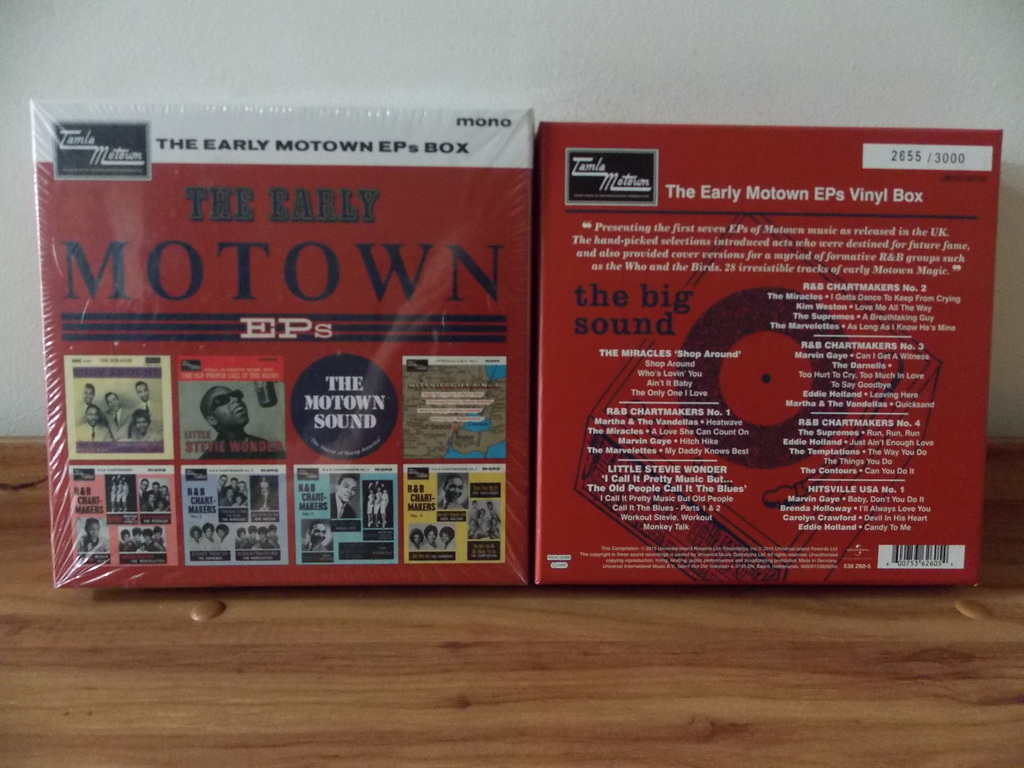 Tamla
Motown
mono
THE EARLY MOTOWN EPs BOX
THE EARLY
MOTOWN
EPs
LITTLE
STEVIE WONDER
THE
MOTOWN
SOUND
R&B
CHART-
MAKERS
R&B
CHART-
MAKERS
R&B
CHART-
MAKERS
R&B
CHART-
MAKERS
Tamla
Motown
2655 / 3000
The Early Motown EPs Vinyl Box
❝ Presenting the first seven EPs of Motown music as released in the UK.
The hand-picked selections introduced acts who were destined for future fame,
and also provided cover versions for a myriad of formative R&B groups such
as the Who and the Birds. 28 irresistible tracks of early Motown Magic. ❞
the big
sound
THE MIRACLES ‘Shop Around’
Shop Around
Who's Lovin' You
Ain't It Baby
The Only One I Love
R&B CHARTMAKERS No. 1
Martha & The Vandellas • Heatwave
The Miracles • A Love She Can Count On
Marvin Gaye • Hitch Hike
The Marvelettes • My Daddy Knows Best
LITTLE STEVIE WONDER
‘I Call It Pretty Music But...
The Old People Call It The Blues’
I Call It Pretty Music But Old People
Call It The Blues - Parts 1 & 2
Workout Stevie, Workout
Monkey Talk
R&B CHARTMAKERS No. 2
The Miracles • I Gotta Dance To Keep From Crying
Kim Weston • Love Me All The Way
The Supremes • A Breathtaking Guy
The Marvelettes • As Long As I Know He's Mine
R&B CHARTMAKERS No. 3
Marvin Gaye • Can I Get A Witness
The Darnells •
Too Hurt To Cry, Too Much In Love
To Say Goodbye
Eddie Holland • Leaving Here
Martha & The Vandellas • Quicksand
R&B CHARTMAKERS No. 4
The Supremes • Run, Run, Run
Eddie Holland • Just Ain't Enough Love
The Temptations • The Way You Do
The Things You Do
The Contours • Can You Do It
HITSVILLE USA No. 1
Marvin Gaye • Baby, Don't You Do It
Brenda Holloway • I'll Always Love You
Carolyn Crawford • Devil In His Heart
Eddie Holland • Candy To Me
536 260-5